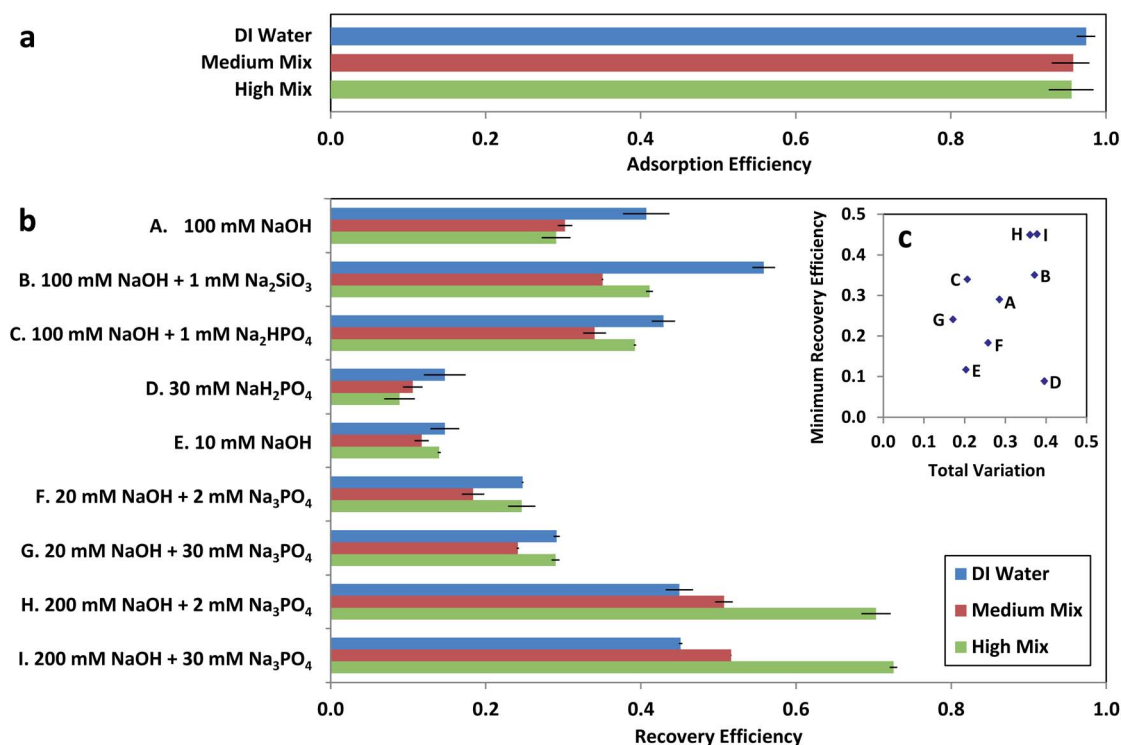 a
DI Water
Medium Mix
High Mix
0.0 0.2 0.4 0.6 0.8 1.0
Adsorption Efficiency
b
A. 100 mM NaOH
B. 100 mM NaOH + 1 mM Na₂SiO₃
C. 100 mM NaOH + 1 mM Na₂HPO₄
D. 30 mM NaH₂PO₄
E. 10 mM NaOH
F. 20 mM NaOH + 2 mM Na₃PO₄
G. 20 mM NaOH + 30 mM Na₃PO₄
H. 200 mM NaOH + 2 mM Na₃PO₄
I. 200 mM NaOH + 30 mM Na₃PO₄
0.0 0.2 0.4 0.6 0.8 1.0
Recovery Efficiency
c
Minimum Recovery Efficiency
0.5
0.4
0.3
0.2
0.1
0.0
H I
C B
A
G
F
E D
0.0 0.1 0.2 0.3 0.4 0.5
Total Variation
DI Water
Medium Mix
High Mix